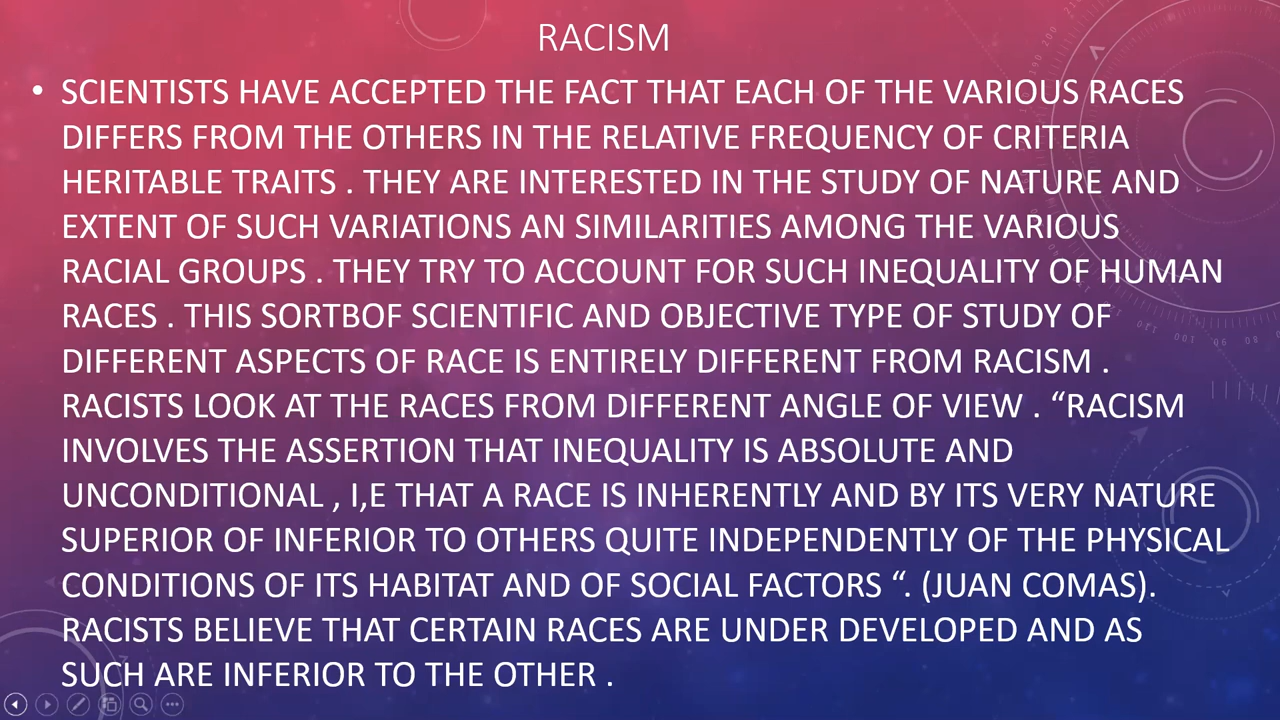 RACISM
• SCIENTISTS HAVE ACCEPTED THE FACT THAT EACH OF THE VARIOUS RACES
DIFFERS FROM THE OTHERS IN THE RELATIVE FREQUENCY OF CRITERIA
HERITABLE TRAITS . THEY ARE INTERESTED IN THE STUDY OF NATURE AND
EXTENT OF SUCH VARIATIONS AN SIMILARITIES AMONG THE VARIOUS
RACIAL GROUPS . THEY TRY TO ACCOUNT FOR SUCH INEQUALITY OF HUMAN
RACES . THIS SORTBOF SCIENTIFIC AND OBJECTIVE TYPE OF STUDY OF
DIFFERENT ASPECTS OF RACE IS ENTIRELY DIFFERENT FROM RACISM .
RACISTS LOOK AT THE RACES FROM DIFFERENT ANGLE OF VIEW . “RACISM
INVOLVES THE ASSERTION THAT INEQUALITY IS ABSOLUTE AND
UNCONDITIONAL , I,E THAT A RACE IS INHERENTLY AND BY ITS VERY NATURE
SUPERIOR OF INFERIOR TO OTHERS QUITE INDEPENDENTLY OF THE PHYSICAL
CONDITIONS OF ITS HABITAT AND OF SOCIAL FACTORS “. (JUAN COMAS).
RACISTS BELIEVE THAT CERTAIN RACES ARE UNDER DEVELOPED AND AS
SUCH ARE INFERIOR TO THE OTHER .